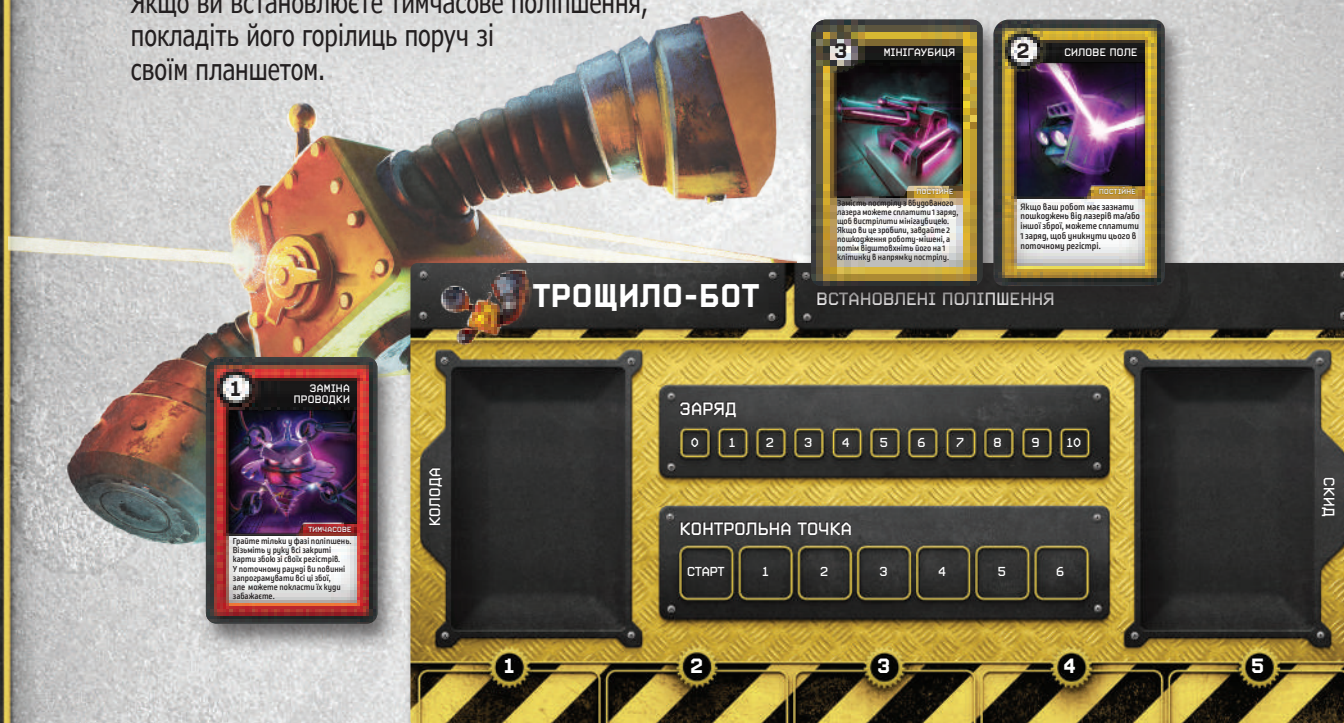 Якщо ви встановлюєте тимчасове поліпшення,
покладіть його горілиць поруч зі
своїм планшетом.
3
МІНІГАУБИЦЯ
ПОСТІЙНЕ
Замість пострілу з вбудованого
лазера можете сплатити 1 заряд,
щоб вистрілити мінігаубицею.
Якщо ви це зробили, завдайте 2
пошкодження роботу-мішені, а
потім відштовхніть його на 1
клітинку в напрямку пострілу.
2
СИЛОВЕ ПОЛЕ
ПОСТІЙНЕ
Якщо ваш робот має зазнати
пошкоджень від лазерів та/або
іншої зброї, можете сплатити
1 заряд, щоб уникнути цього в
поточному регістрі.
ТРОЩИЛО-БОТ
ВСТАНОВЛЕНІ ПОЛІПШЕННЯ
1
ЗАМІНА
ПРОВОДКИ
ТИМЧАСОВЕ
Грайте тільки у фазі поліпшень.
Візьміть у руку всі закриті
карти збою зі своїх регістрів.
У поточному раунді ви повинні
запрограмувати всі ці збої,
але можете покласти їх куди
забажаєте.
КОЛОДА
ЗАРЯД
0 1 2 3 4 5 6 7 8 9 10
КОНТРОЛЬНА ТОЧКА
СТАРТ 1 2 3 4 5 6
СКИД
1 2 3 4 5